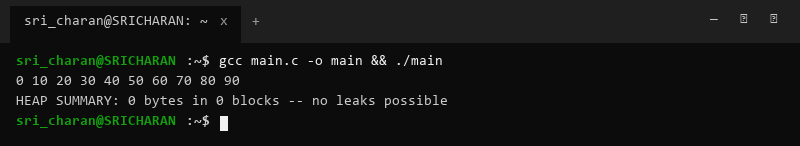 sri_charan@SRICHARAN: ~ x +
sri_charan@SRICHARAN :~$ gcc main.c -o main && ./main
0 10 20 30 40 50 60 70 80 90
HEAP SUMMARY: 0 bytes in 0 blocks -- no leaks possible
sri_charan@SRICHARAN :~$